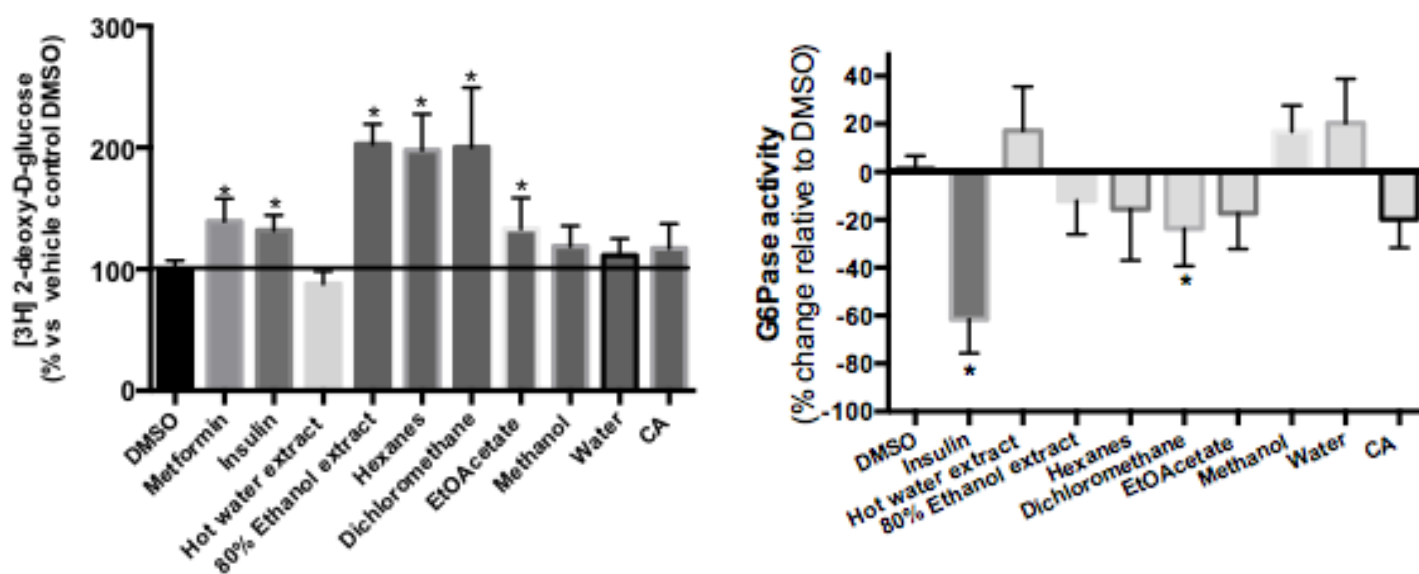 [3H] 2-deoxy-D-glucose
(% vs vehicle control DMSO)
300
200
100
0
*
*
*
*
*
*
DMSO
Metformin
Insulin
Hot water extract
80% Ethanol extract
Hexanes
Dichloromethane
EtOAcetate
Methanol
Water
CA
G6Pase activity
(% change relative to DMSO)
40
20
0
-20
-40
-60
-80
-100
*
*
DMSO
Insulin
Hot water extract
80% Ethanol extract
Hexanes
Dichloromethane
EtOAcetate
Methanol
Water
CA